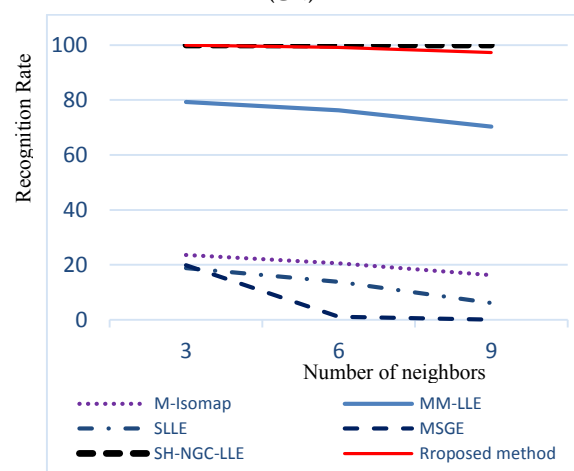 100
80
60
40
20
0
Recognition Rate
3 6 9
Number of neighbors
M-Isomap MM-LLE
SLLE MSGE
SH-NGC-LLE Rroposed method